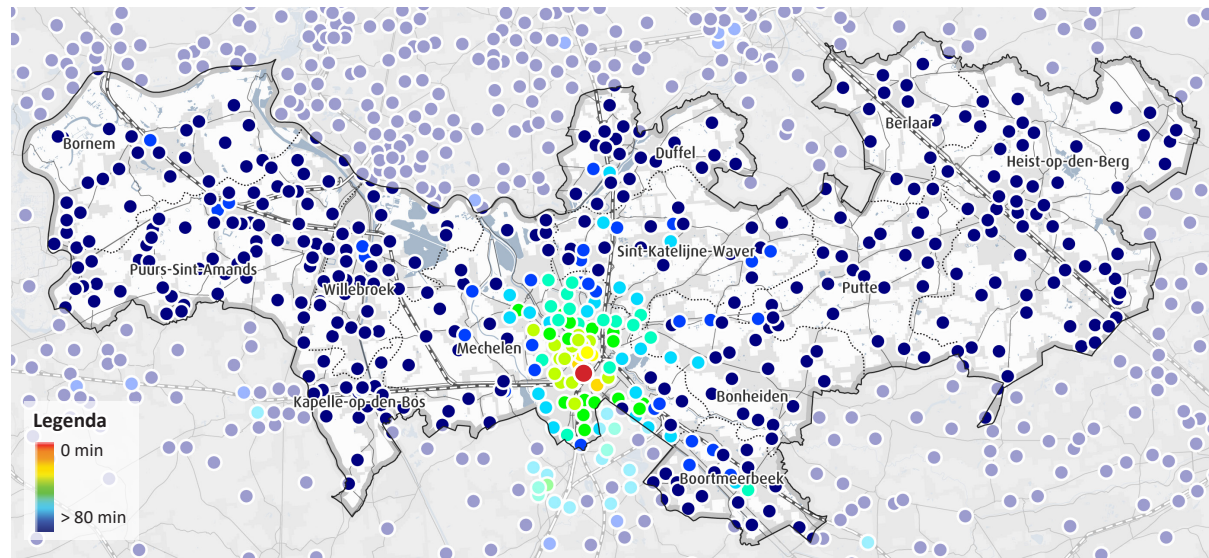 Bornem
Duffel
Berlaar
Heist-op-den-Berg
Sint-Katelijne-Waver
Puurs-Sint-Amands
Willebroek
Putte
Mechelen
Kapelle-op-den-Bos
Bonheiden
Boortmeerbeek
Legenda
0 min
> 80 min